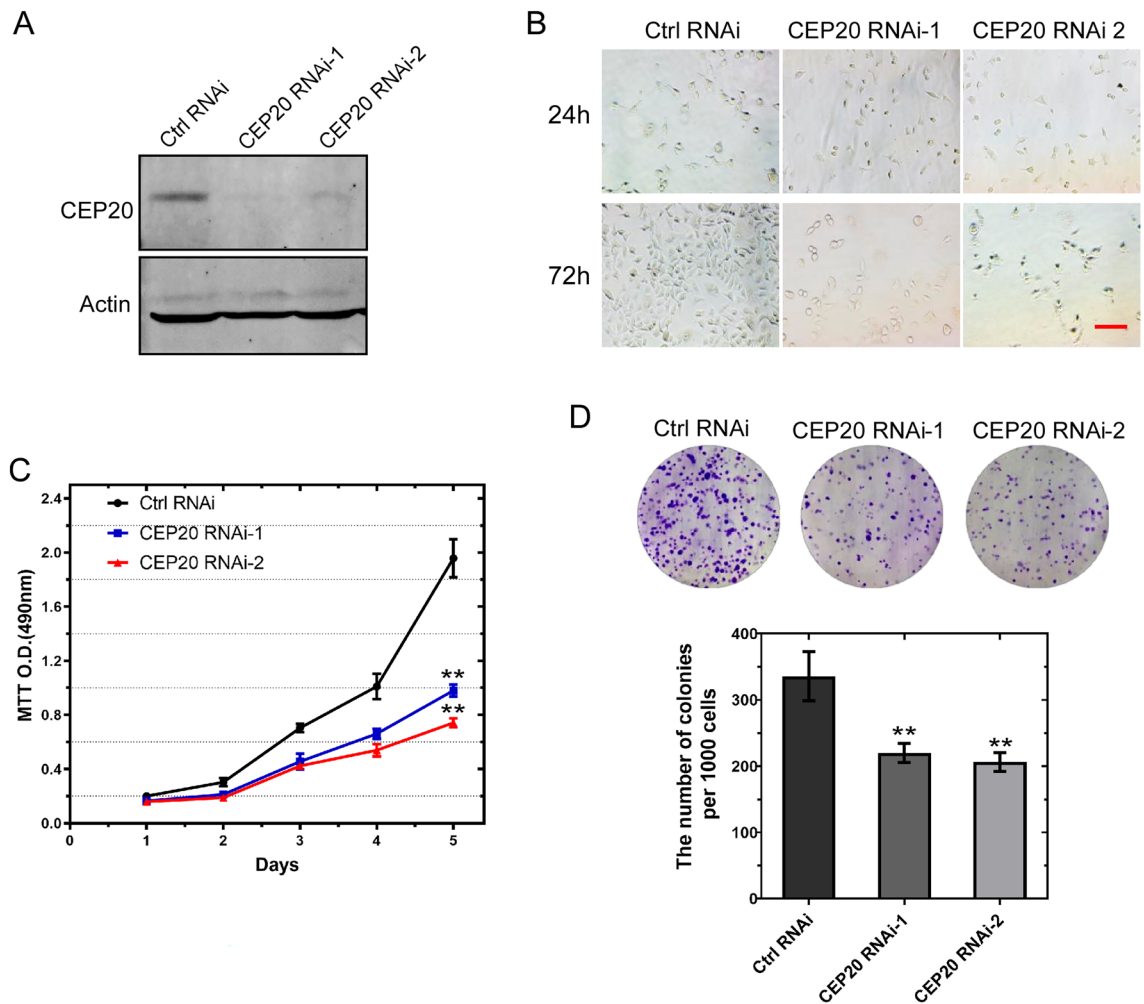 A
Ctrl RNAi
CEP20 RNAi-1
CEP20 RNAi-2
CEP20
Actin
B
Ctrl RNAi
CEP20 RNAi-1
CEP20 RNAi 2
24h
72h
C
MTT O.D.(490nm)
2.4
2.0
1.6
1.2
0.8
0.4
0.0
Ctrl RNAi
CEP20 RNAi-1
CEP20 RNAi-2
**
**
0
1
2
3
4
5
Days
D
Ctrl RNAi
CEP20 RNAi-1
CEP20 RNAi-2
The number of colonies
per 1000 cells
400
300
200
100
0
**
**
Ctrl RNAi
CEP20 RNAi-1
CEP20 RNAi-2